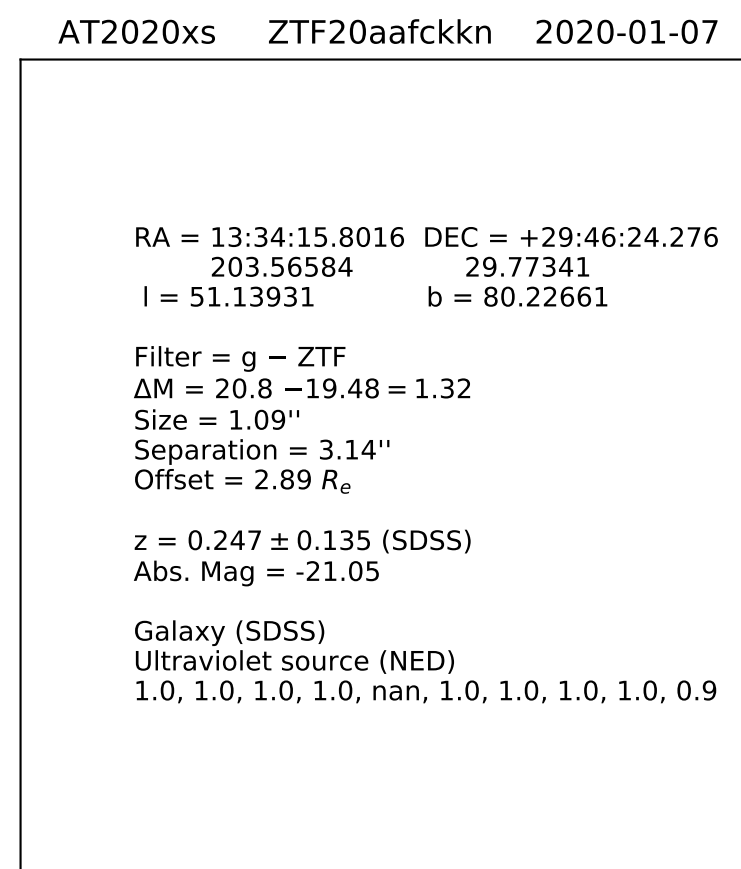 AT2020xs ZTF20aafckkn 2020-01-07
RA = 13:34:15.8016 DEC = +29:46:24.276
203.56584 29.77341
l = 51.13931 b = 80.22661
Filter = g − ZTF
ΔM = 20.8 −19.48 = 1.32
Size = 1.09''
Separation = 3.14''
Offset = 2.89 Rₑ
z = 0.247 ± 0.135 (SDSS)
Abs. Mag = -21.05
Galaxy (SDSS)
Ultraviolet source (NED)
1.0, 1.0, 1.0, 1.0, nan, 1.0, 1.0, 1.0, 1.0, 0.9